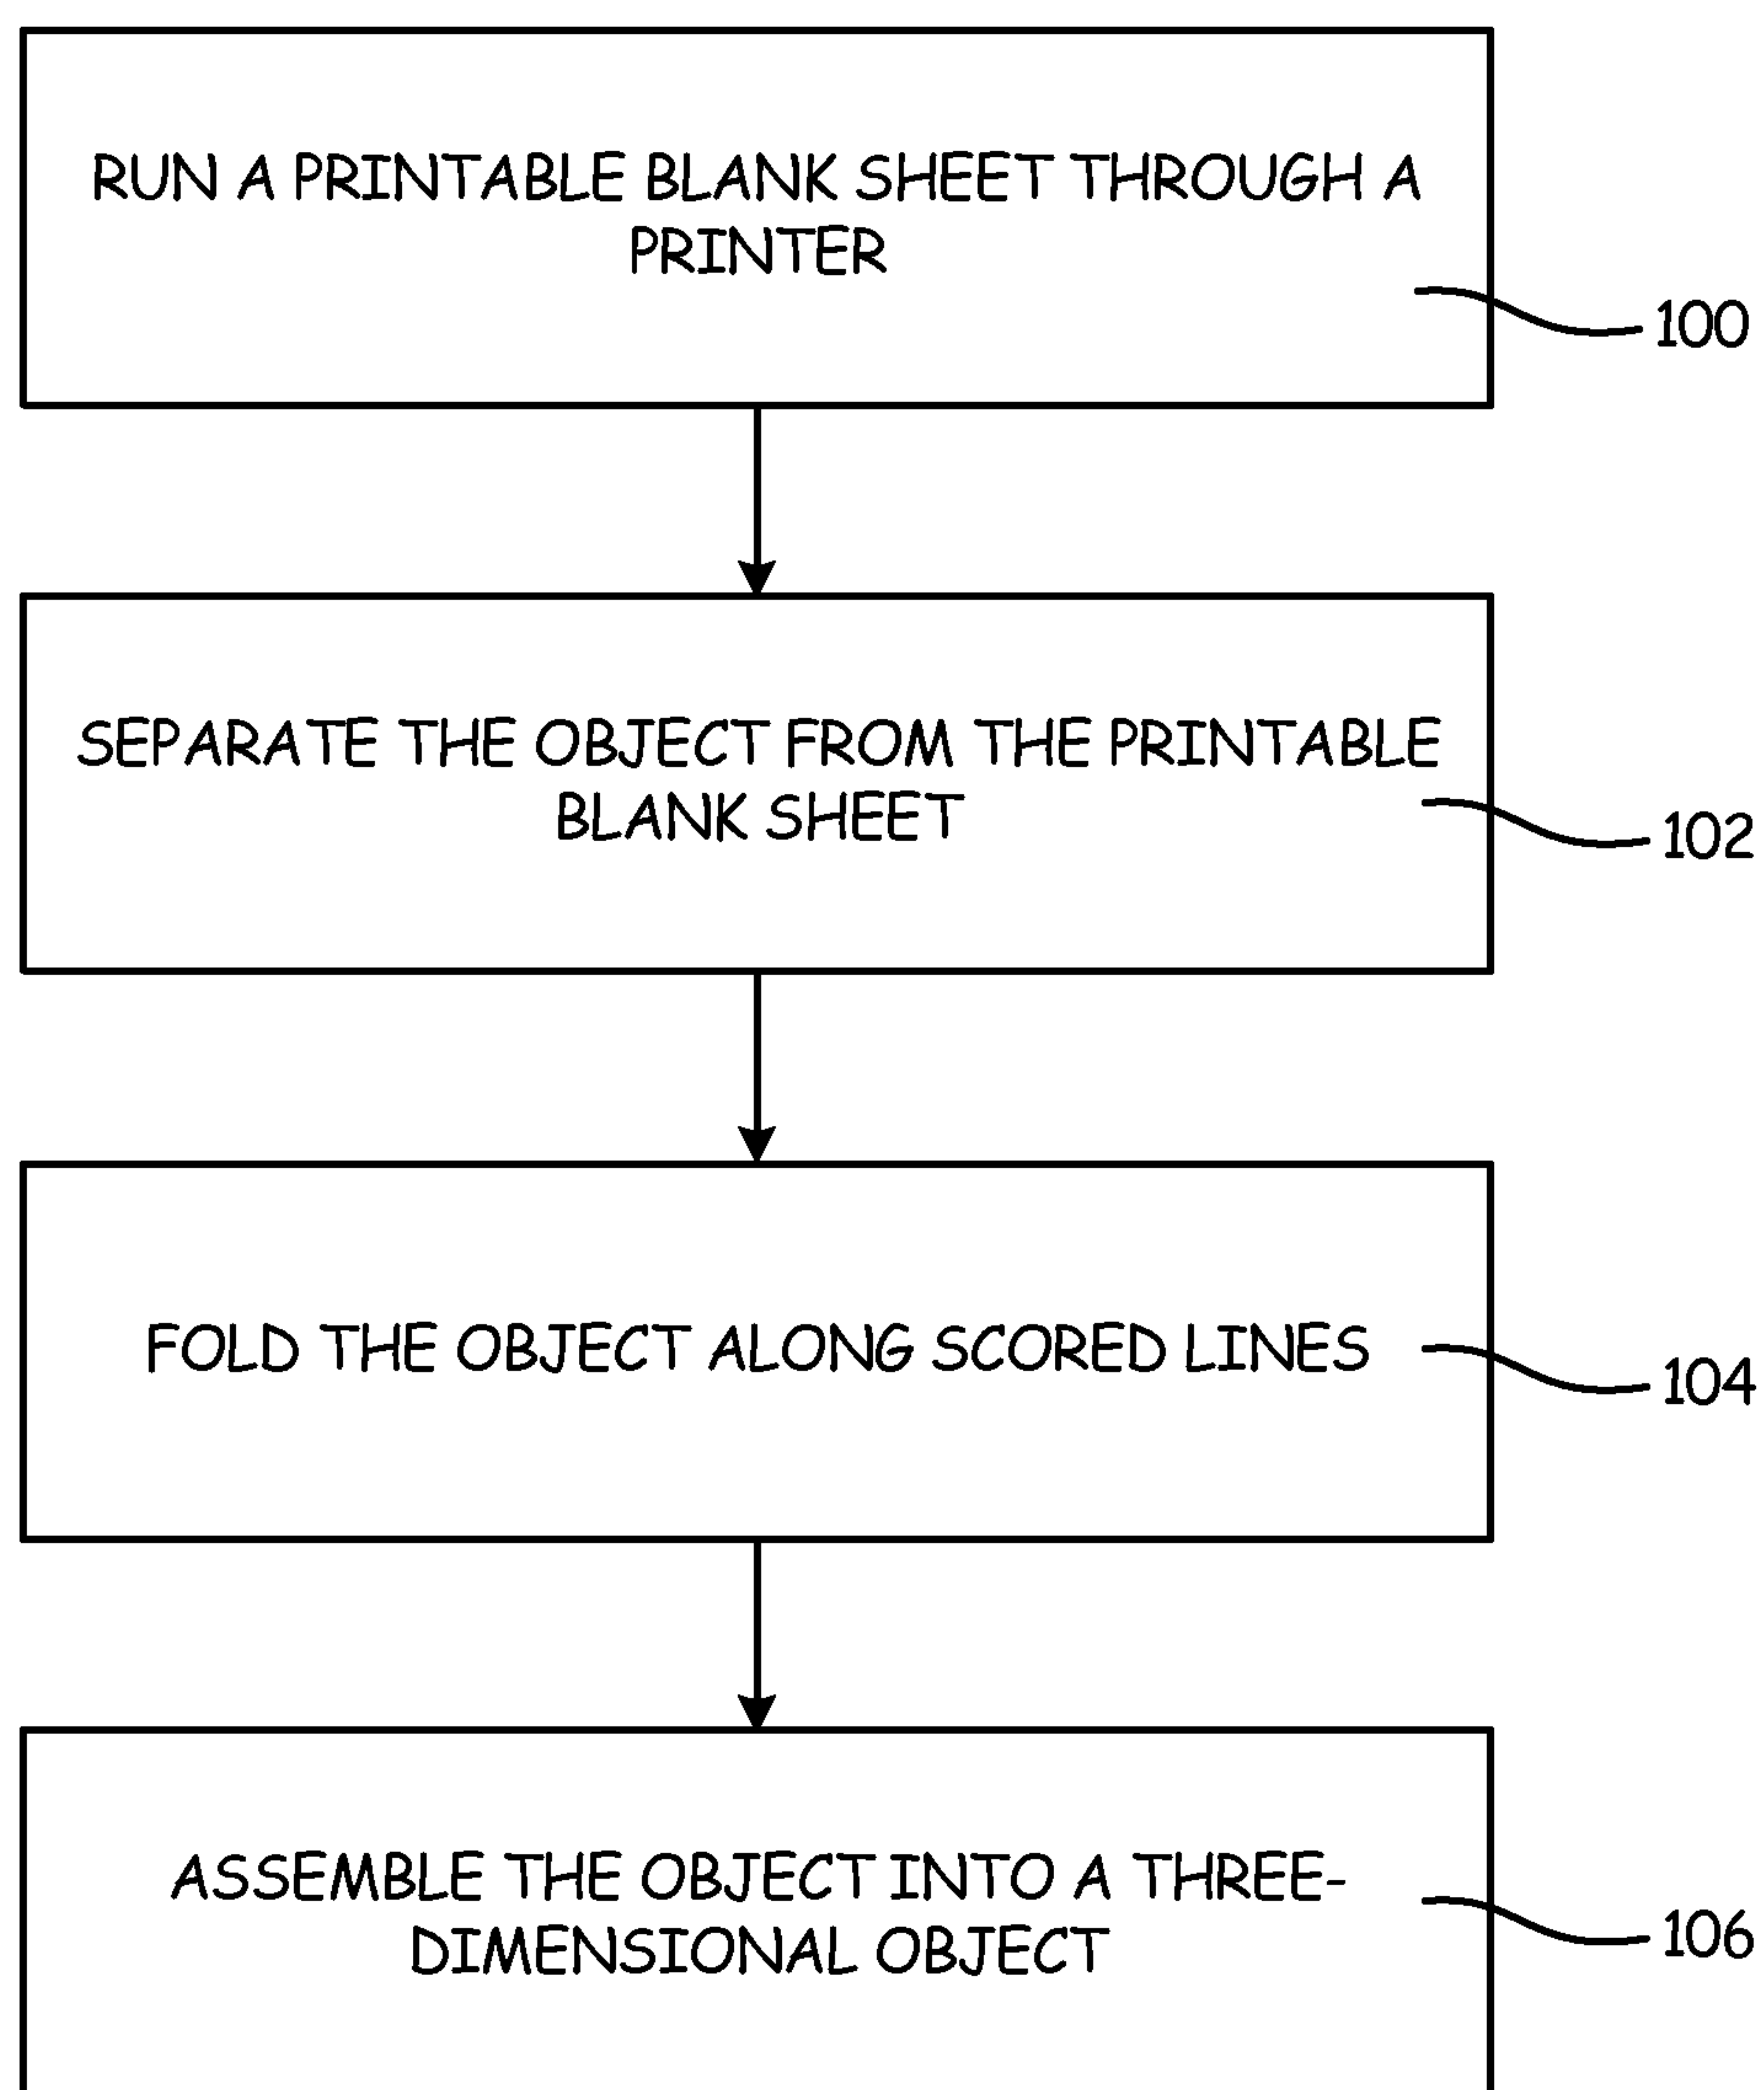 RUN A PRINTABLE BLANK SHEET THROUGH A
PRINTER
100
SEPARATE THE OBJECT FROM THE PRINTABLE
BLANK SHEET
102
FOLD THE OBJECT ALONG SCORED LINES
104
ASSEMBLE THE OBJECT INTO A THREE-
DIMENSIONAL OBJECT
106